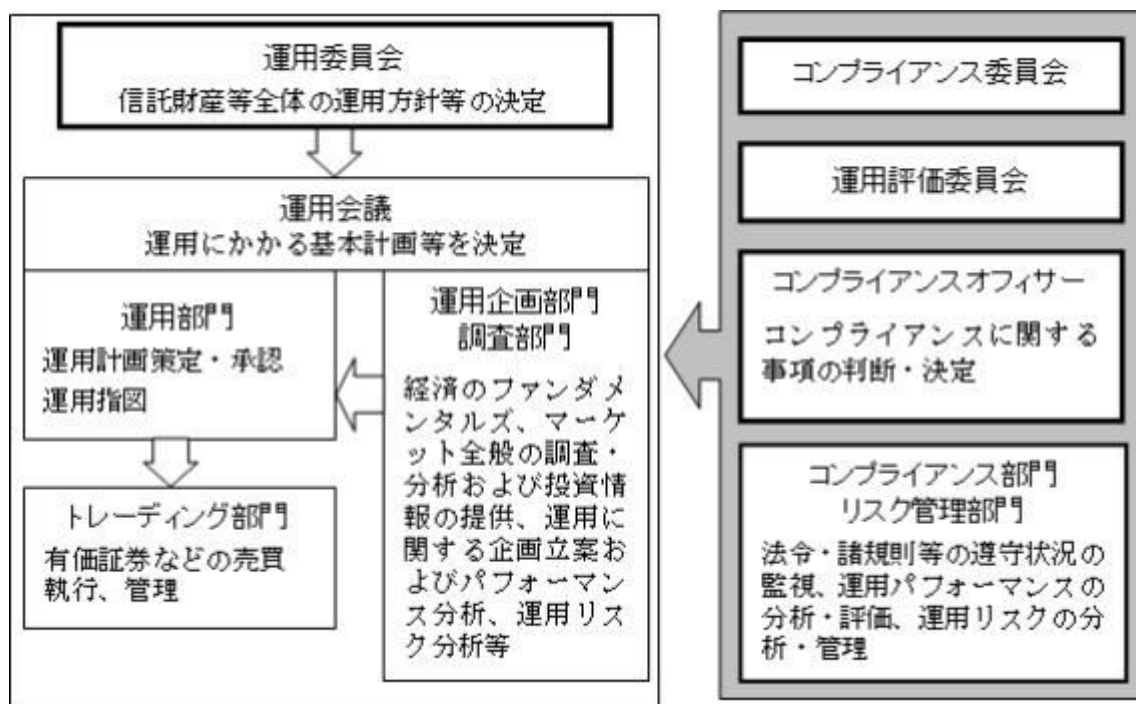 運用委員会
信託財産等全体の運用方針等の決定
運用会議
運用にかかる基本計画等を決定
運用部門
運用計画策定・承認
運用指図
トレーディング部門
有価証券などの売買
執行、管理
運用企画部門
調査部門
経済のファンダメ
ンタルズ、マーケ
ット全般の調査・
分析および投資情
報の提供、運用に
関する企画立案お
よびパフォーマン
ス分析、運用リス
ク分析等
コンプライアンス委員会
運用評価委員会
コンプライアンスオフィサー
コンプライアンスに関する
事項の判断・決定
コンプライアンス部門
リスク管理部門
法令・諸規則等の遵守状況の
監視、運用パフォーマンスの
分析・評価、運用リスクの分
析・管理